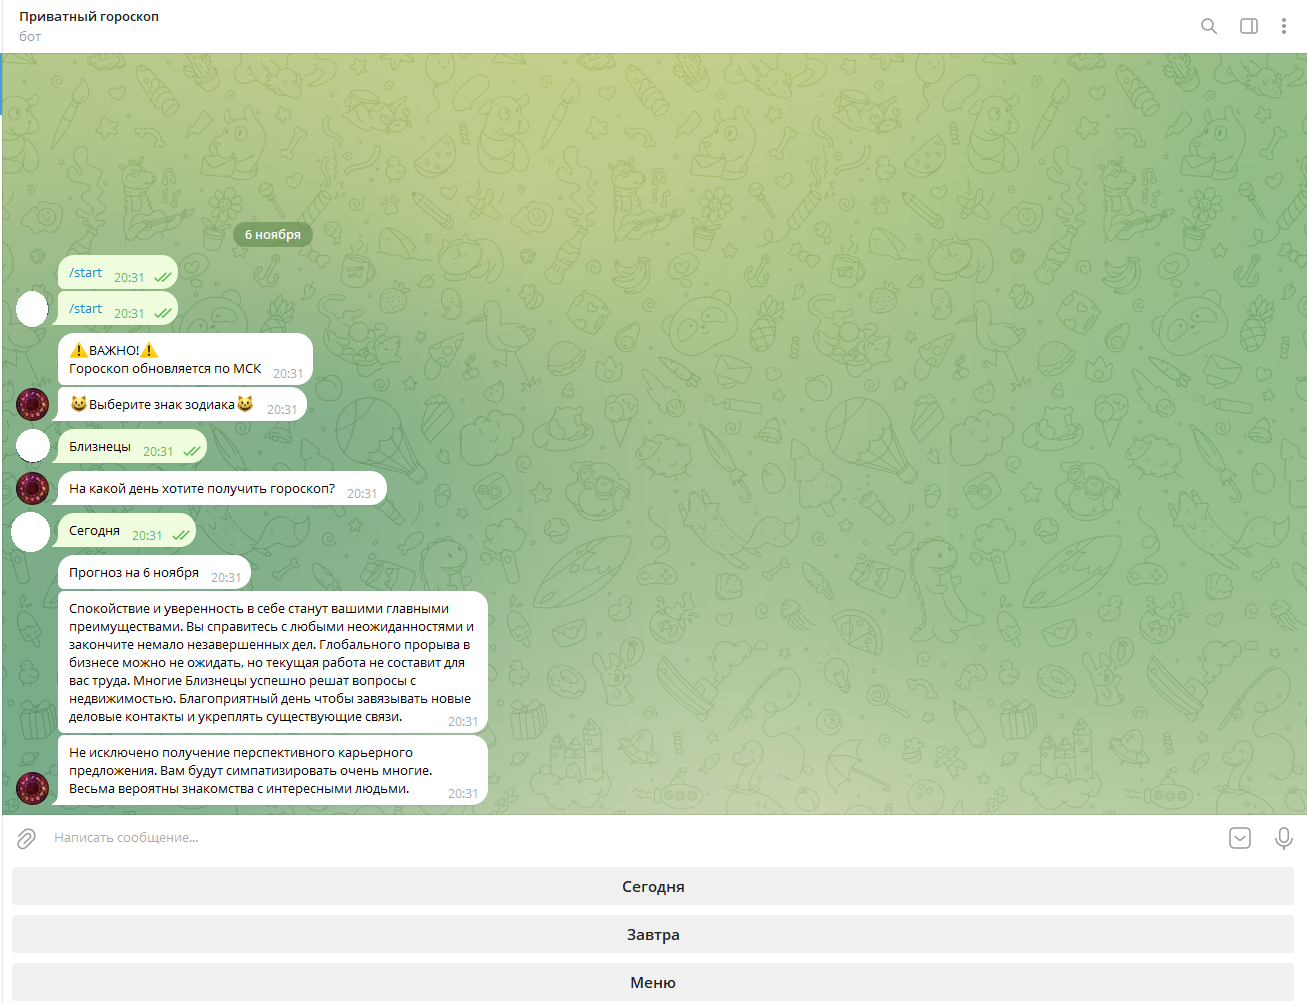 Приватный гороскоп
бот
6 ноября
/start 20:31
/start 20:31
⚠️ВАЖНО!⚠️
Гороскоп обновляется по МСК 20:31
😺Выберите знак зодиака😺 20:31
Близнецы 20:31
На какой день хотите получить гороскоп? 20:31
Сегодня 20:31
Прогноз на 6 ноября 20:31
Спокойствие и уверенность в себе станут вашими главными
преимуществами. Вы справитесь с любыми неожиданностями и
закончите немало незавершенных дел. Глобального прорыва в
бизнесе можно не ожидать, но текущая работа не составит для
вас труда. Многие Близнецы успешно решат вопросы с
недвижимостью. Благоприятный день чтобы завязывать новые
деловые контакты и укреплять существующие связи. 20:31
Не исключено получение перспективного карьерного
предложения. Вам будут симпатизировать очень многие.
Весьма вероятны знакомства с интересными людьми. 20:31
Написать сообщение...
Сегодня
Завтра
Меню